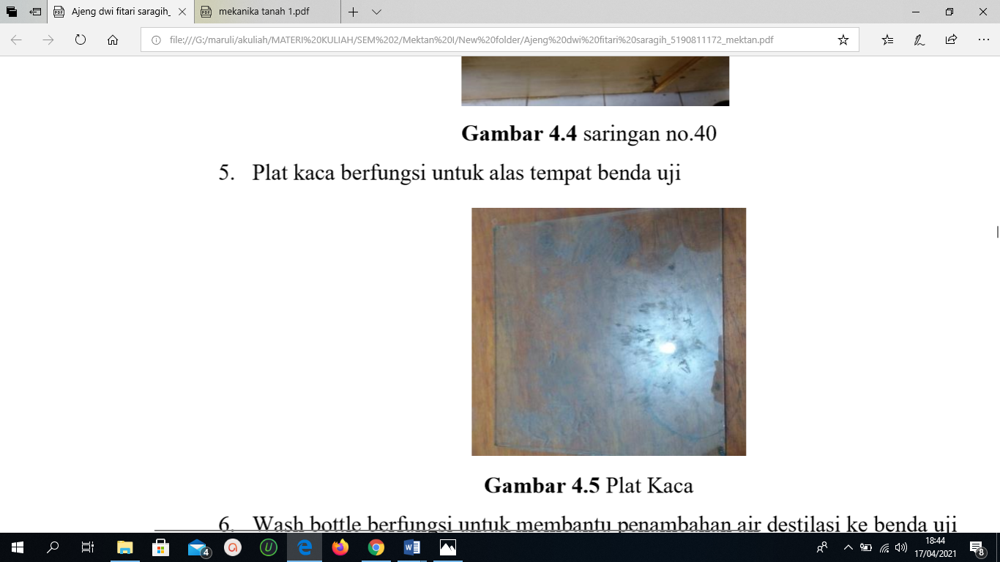 Ajeng dwi fitari saragih_
mekanika tanah 1.pdf
file:///G:/maruli/akuliah/MATERI%20KULIAH/SEM%202/Mektan%20I/New%20folder/Ajeng%20dwi%20fitari%20saragih_5190811172_mektan.pdf
Gambar 4.4 saringan no.40
5. Plat kaca berfungsi untuk alas tempat benda uji
Gambar 4.5 Plat Kaca
6. Wash bottle berfungsi untuk membantu penambahan air destilasi ke benda uji
4
18:44
17/04/2021
8